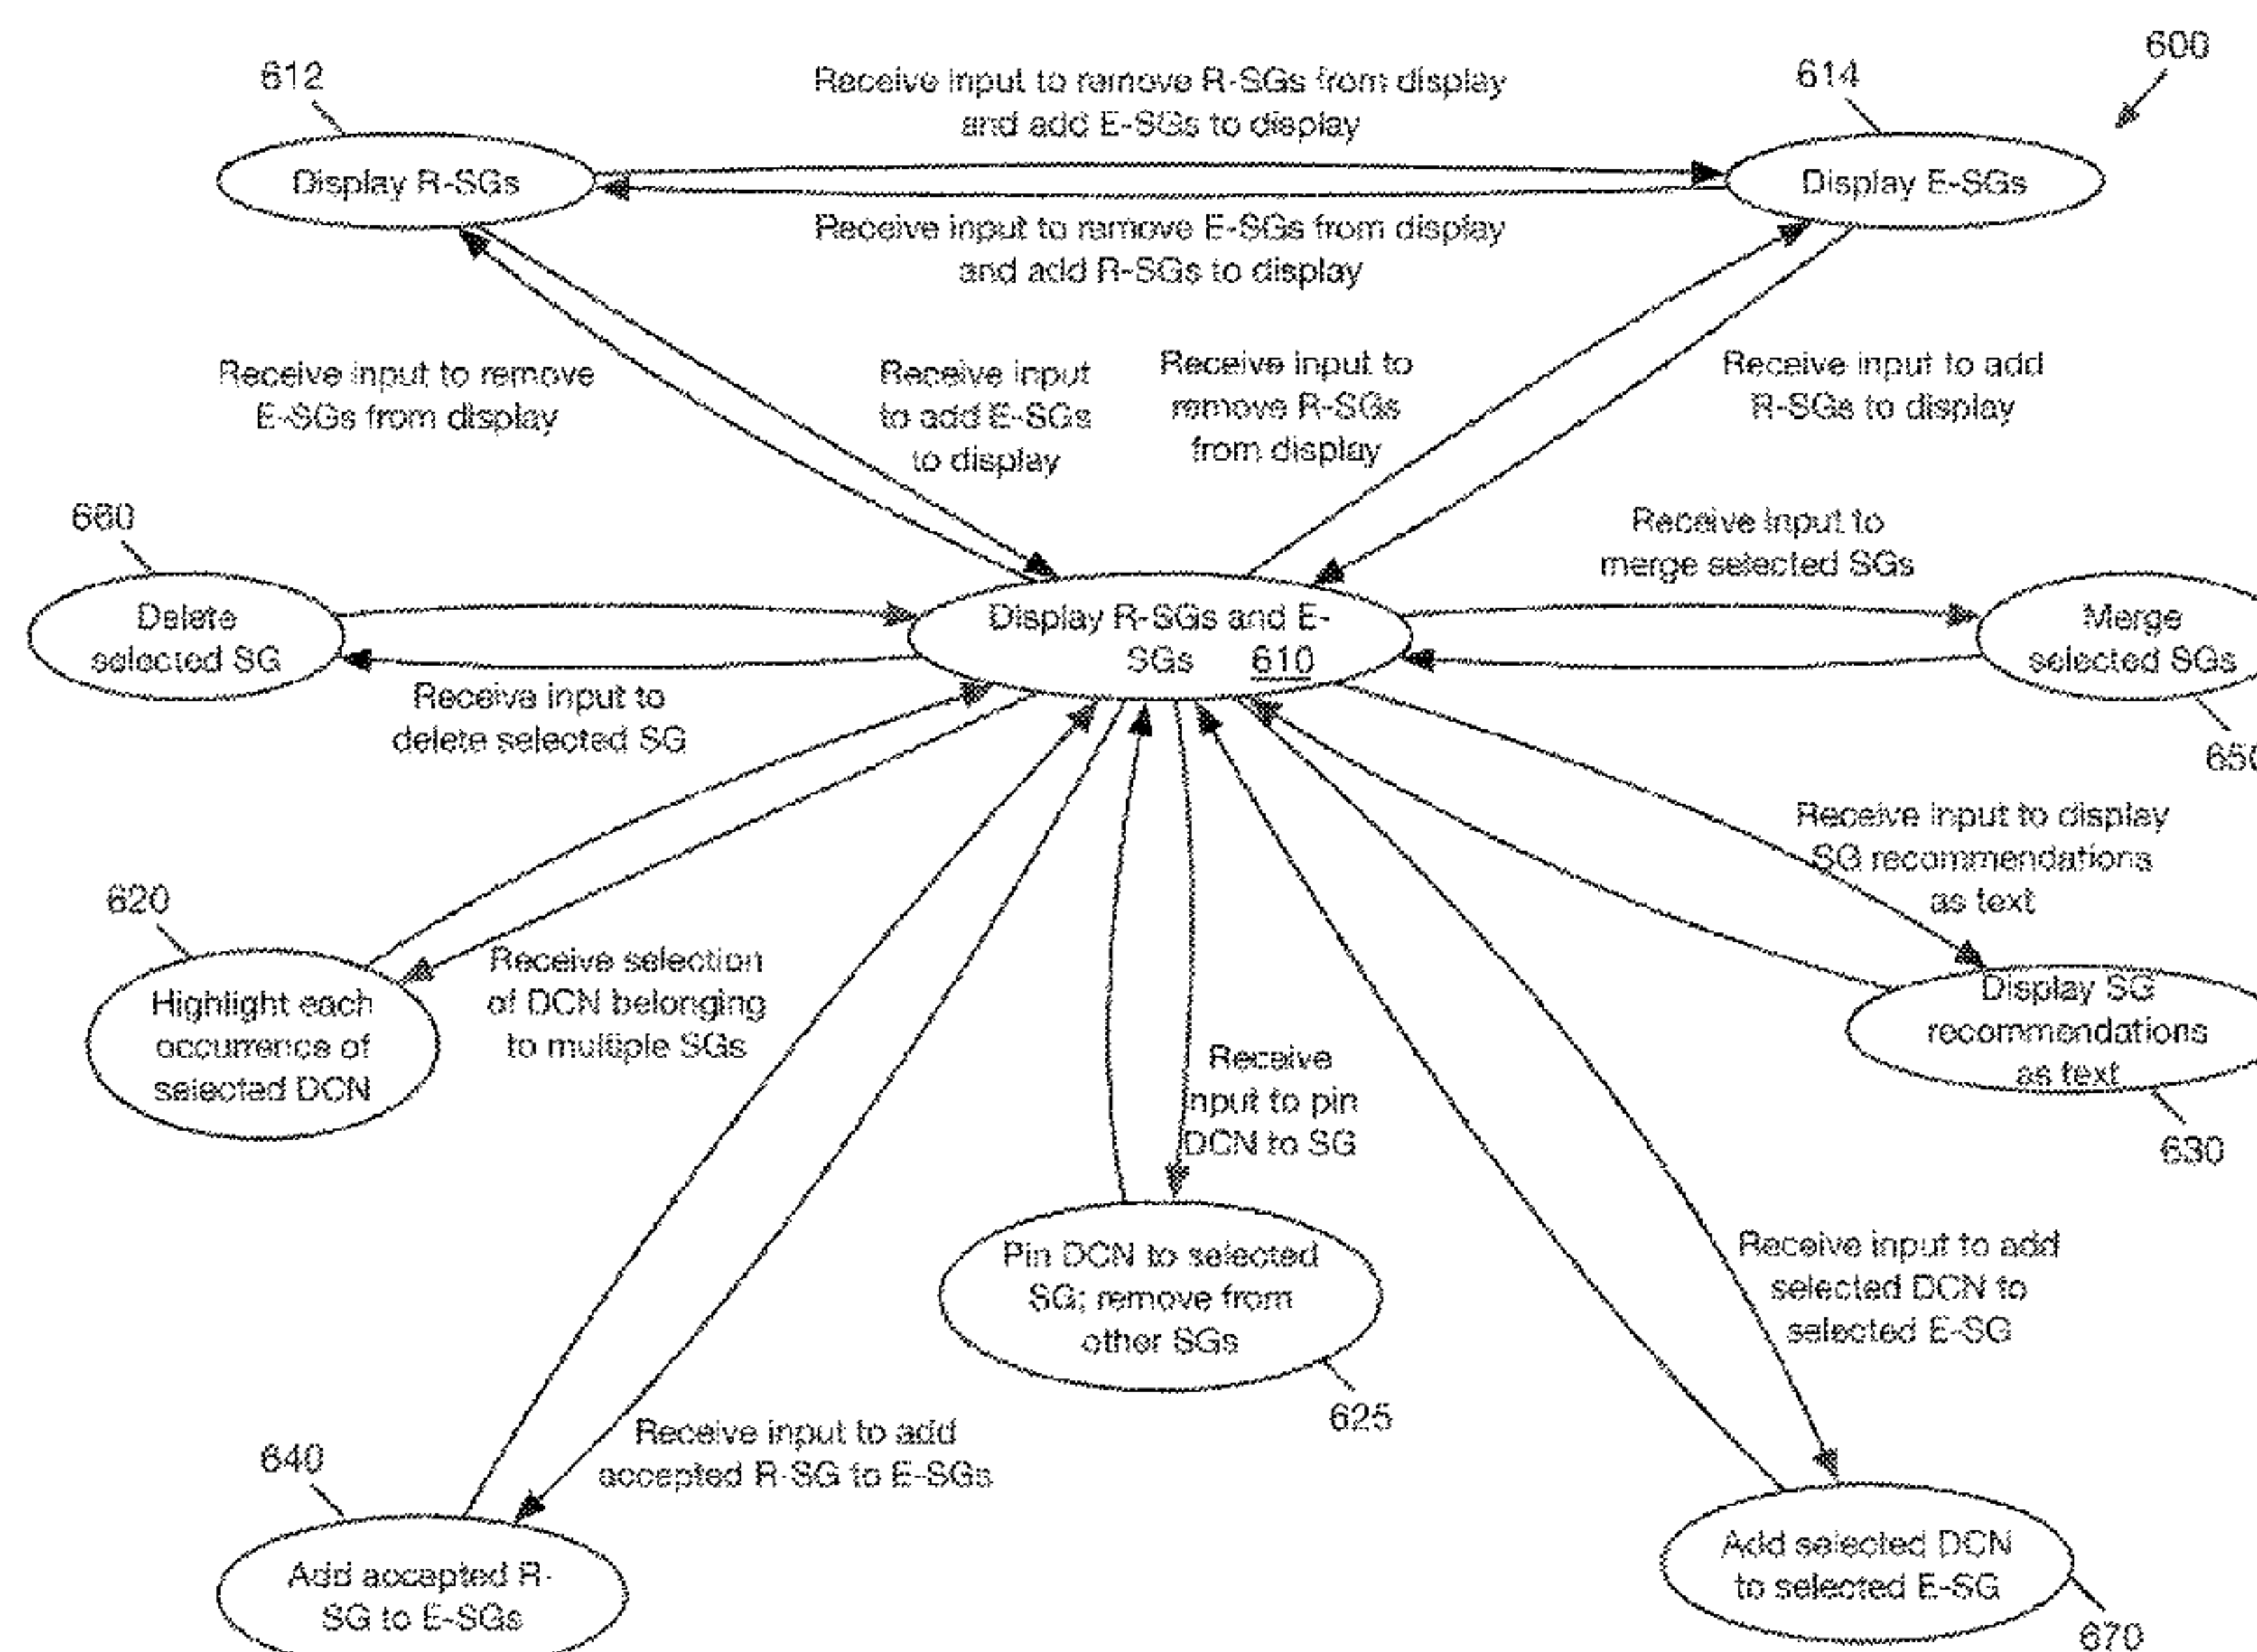 600
612
Receive input to remove R-SGs from display
and add E-SGs to display
614
Display R-SGs
Display E-SGs
Receive input to remove E-SGs from display
and add R-SGs to display
Receive input to remove
E-SGs from display
Receive input
to add E-SGs
to display
Receive input to
remove R-SGs
from display
Receive input to add
R-SGs to display
660
Receive input to
merge selected SGs
Delete
selected SG
Display R-SGs and E-
SGs 610
Merge
selected SGs
Receive input to
delete selected SG
650
Receive input to display
SG recommendations
as text
620
Receive selection
of DCN belonging
to multiple SGs
Highlight each
occurrence of
selected DCN
Display SG
recommendations
as text
Receive
input to pin
DCN to SG
630
Pin DCN to selected
SG; remove from
other SGs
Receive input to add
selected DCN to
selected E-SG
625
640
Receive input to add
accepted R-SG to E-SGs
Add accepted R-
SG to E-SGs
Add selected DCN
to selected E-SG
670